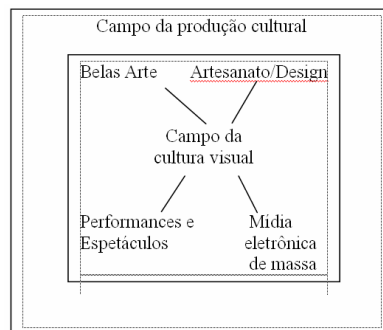 Campo da produção cultural
Belas Arte Artesanato/Design
Campo da
cultura visual
Performances e Mídia
Espetáculos eletrônica
de massa